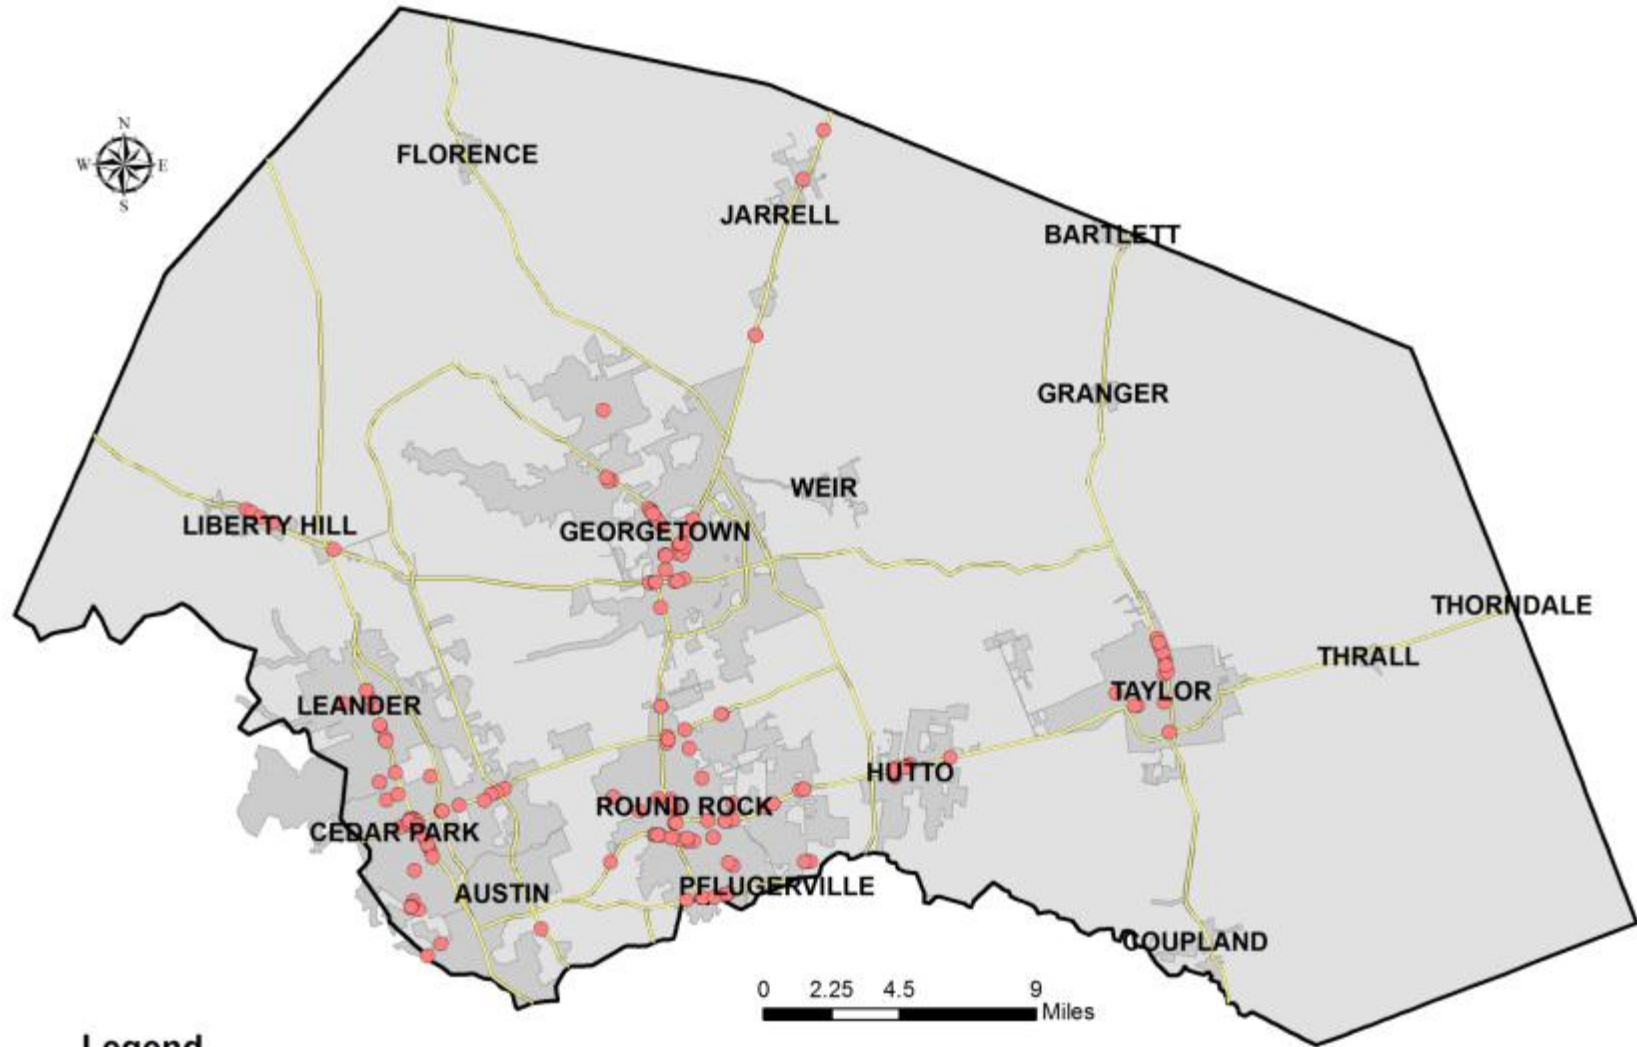 N
W E
S
FLORENCE
JARRELL
BARTLETT
GRANGER
WEIR
LIBERTY HILL
GEORGETOWN
THORNDALE
THRALL
TAYLOR
LEANDER
HUTTO
ROUND ROCK
CEDAR PARK
PFLUGERVILLE
AUSTIN
COUPLAND
0 2.25 4.5 9
Miles
Legend